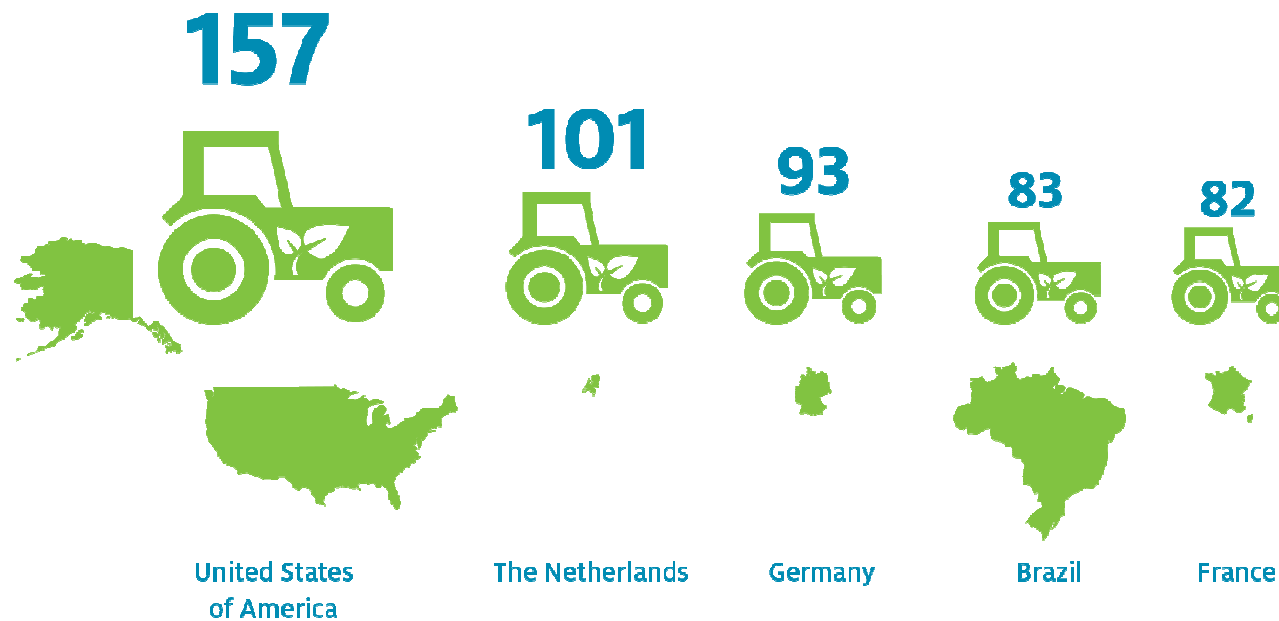 157
101
93
83
82
United States
of America
The Netherlands
Germany
Brazil
France